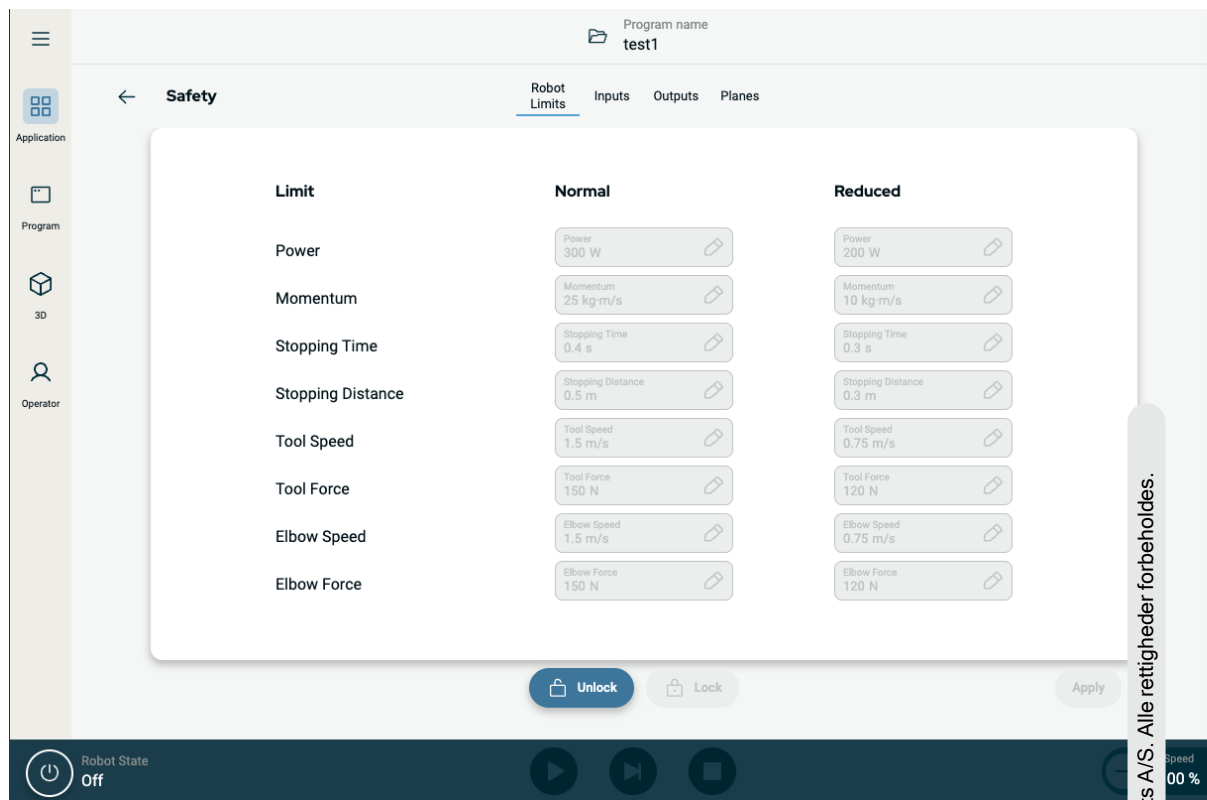 Program name
test1
Safety
Robot
Limits
Inputs
Outputs
Planes
Application
Program
3D
Operator
Limit
Normal
Reduced
Power
Power
300 W
Power
200 W
Momentum
Momentum
25 kg·m/s
Momentum
10 kg·m/s
Stopping Time
Stopping Time
0.4 s
Stopping Time
0.3 s
Stopping Distance
Stopping Distance
0.5 m
Stopping Distance
0.3 m
Tool Speed
Tool Speed
1.5 m/s
Tool Speed
0.75 m/s
Tool Force
Tool Force
150 N
Tool Force
120 N
Elbow Speed
Elbow Speed
1.5 m/s
Elbow Speed
0.75 m/s
Elbow Force
Elbow Force
150 N
Elbow Force
120 N
Unlock
Lock
Apply
Robot State
Off
Speed
00 %
A/S. Alle rettigheder forbeholdes.